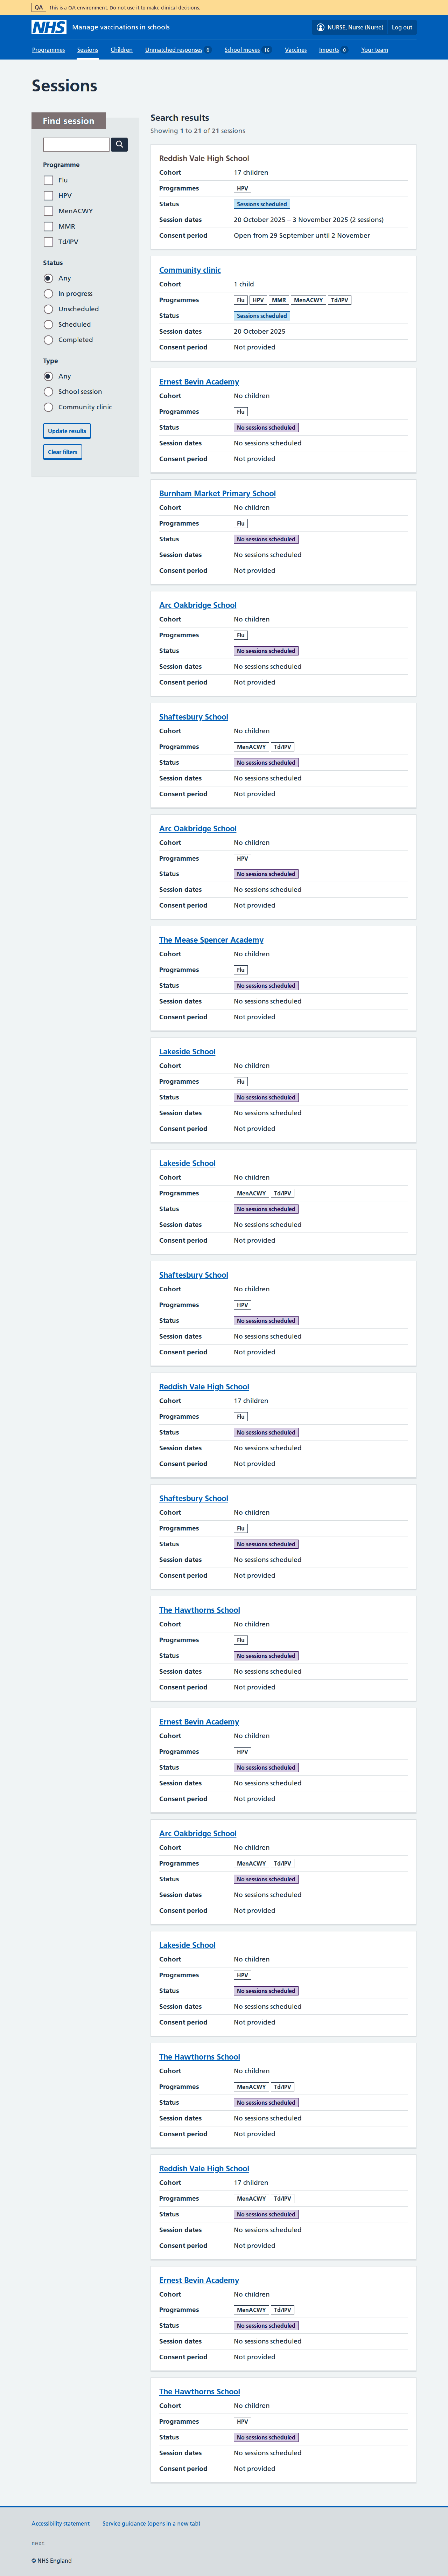 QA This is a QA environment. Do not use it to make clinical decisions.
NHS Manage vaccinations in schools NURSE, Nurse (Nurse) Log out
Programmes Sessions Children Unmatched responses 0 School moves 16 Vaccines Imports 0 Your team
Sessions
Find session
Programme
Flu
HPV
MenACWY
MMR
Td/IPV
Status
Any
In progress
Unscheduled
Scheduled
Completed
Type
Any
School session
Community clinic
Update results
Clear filters
Search results
Showing 1 to 21 of 21 sessions
Reddish Vale High School
Cohort 17 children
Programmes HPV
Status Sessions scheduled
Session dates 20 October 2025 – 3 November 2025 (2 sessions)
Consent period Open from 29 September until 2 November
Community clinic
Cohort 1 child
Programmes Flu HPV MMR MenACWY Td/IPV
Status Sessions scheduled
Session dates 20 October 2025
Consent period Not provided
Ernest Bevin Academy
Cohort No children
Programmes Flu
Status No sessions scheduled
Session dates No sessions scheduled
Consent period Not provided
Burnham Market Primary School
Cohort No children
Programmes Flu
Status No sessions scheduled
Session dates No sessions scheduled
Consent period Not provided
Arc Oakbridge School
Cohort No children
Programmes Flu
Status No sessions scheduled
Session dates No sessions scheduled
Consent period Not provided
Shaftesbury School
Cohort No children
Programmes MenACWY Td/IPV
Status No sessions scheduled
Session dates No sessions scheduled
Consent period Not provided
Arc Oakbridge School
Cohort No children
Programmes HPV
Status No sessions scheduled
Session dates No sessions scheduled
Consent period Not provided
The Mease Spencer Academy
Cohort No children
Programmes Flu
Status No sessions scheduled
Session dates No sessions scheduled
Consent period Not provided
Lakeside School
Cohort No children
Programmes Flu
Status No sessions scheduled
Session dates No sessions scheduled
Consent period Not provided
Lakeside School
Cohort No children
Programmes MenACWY Td/IPV
Status No sessions scheduled
Session dates No sessions scheduled
Consent period Not provided
Shaftesbury School
Cohort No children
Programmes HPV
Status No sessions scheduled
Session dates No sessions scheduled
Consent period Not provided
Reddish Vale High School
Cohort 17 children
Programmes Flu
Status No sessions scheduled
Session dates No sessions scheduled
Consent period Not provided
Shaftesbury School
Cohort No children
Programmes Flu
Status No sessions scheduled
Session dates No sessions scheduled
Consent period Not provided
The Hawthorns School
Cohort No children
Programmes Flu
Status No sessions scheduled
Session dates No sessions scheduled
Consent period Not provided
Ernest Bevin Academy
Cohort No children
Programmes HPV
Status No sessions scheduled
Session dates No sessions scheduled
Consent period Not provided
Arc Oakbridge School
Cohort No children
Programmes MenACWY Td/IPV
Status No sessions scheduled
Session dates No sessions scheduled
Consent period Not provided
Lakeside School
Cohort No children
Programmes HPV
Status No sessions scheduled
Session dates No sessions scheduled
Consent period Not provided
The Hawthorns School
Cohort No children
Programmes MenACWY Td/IPV
Status No sessions scheduled
Session dates No sessions scheduled
Consent period Not provided
Reddish Vale High School
Cohort 17 children
Programmes MenACWY Td/IPV
Status No sessions scheduled
Session dates No sessions scheduled
Consent period Not provided
Ernest Bevin Academy
Cohort No children
Programmes MenACWY Td/IPV
Status No sessions scheduled
Session dates No sessions scheduled
Consent period Not provided
The Hawthorns School
Cohort No children
Programmes HPV
Status No sessions scheduled
Session dates No sessions scheduled
Consent period Not provided
Accessibility statement Service guidance (opens in a new tab)
next
© NHS England